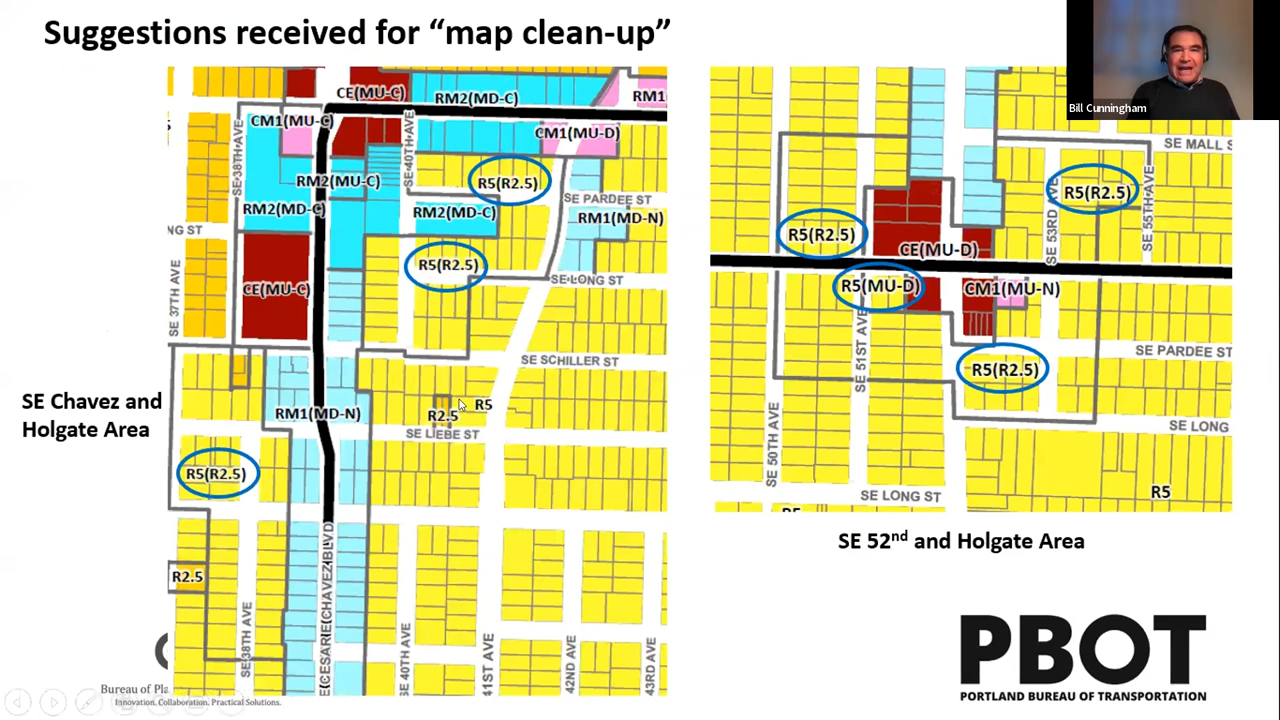 Suggestions received for “map clean-up”
Bill Cunningham
CE(MU-C)
RM2(MD-C)
RM1
CM1(MU-C)
CM1(MU-D)
SE 38TH AVE
SE 40TH AVE
RM2(MU-C)
R5(R2.5)
SE PARDEE ST
RM2(MD-C)
RM2(MD-C)
RM1(MD-N)
NG ST
R5(R2.5)
SE LONG ST
CE(MU-C)
SE 37TH AVE
SE SCHILLER ST
RM1(MD-N)
R2.5
R5
SE LIEBE ST
R5(R2.5)
R2.5
SE 38TH AVE
E CESAR E CHAVEZ BLVD
SE 40TH AVE
41ST AVE
42ND AVE
43RD AVE
SE Chavez and
Holgate Area
SE MALL S
R5(R2.5)
SE 53RD AVE
SE 55TH AVE
R5(R2.5)
CE(MU-D)
R5(MU-D)
CM1(MU-N)
SE 51ST AVE
SE PARDEE ST
R5(R2.5)
SE 50TH AVE
SE LONG
SE LONG ST
R5
R5
SE 52nd and Holgate Area
PBOT
PORTLAND BUREAU OF TRANSPORTATION
Bureau of Pla
Innovation. Collaboration. Practical Solutions.